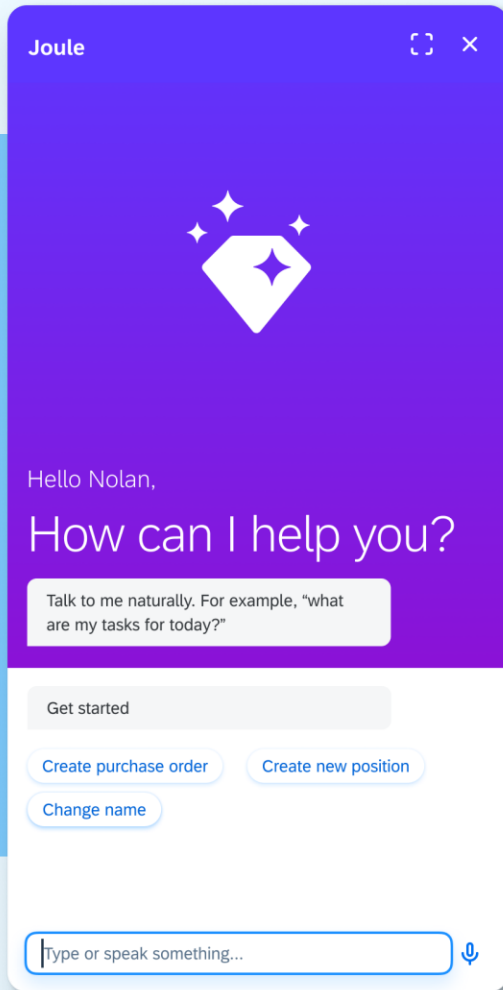 Joule
Hello Nolan,
How can I help you?
Talk to me naturally. For example, “what
are my tasks for today?”
Get started
Create purchase order
Create new position
Change name
Type or speak something...